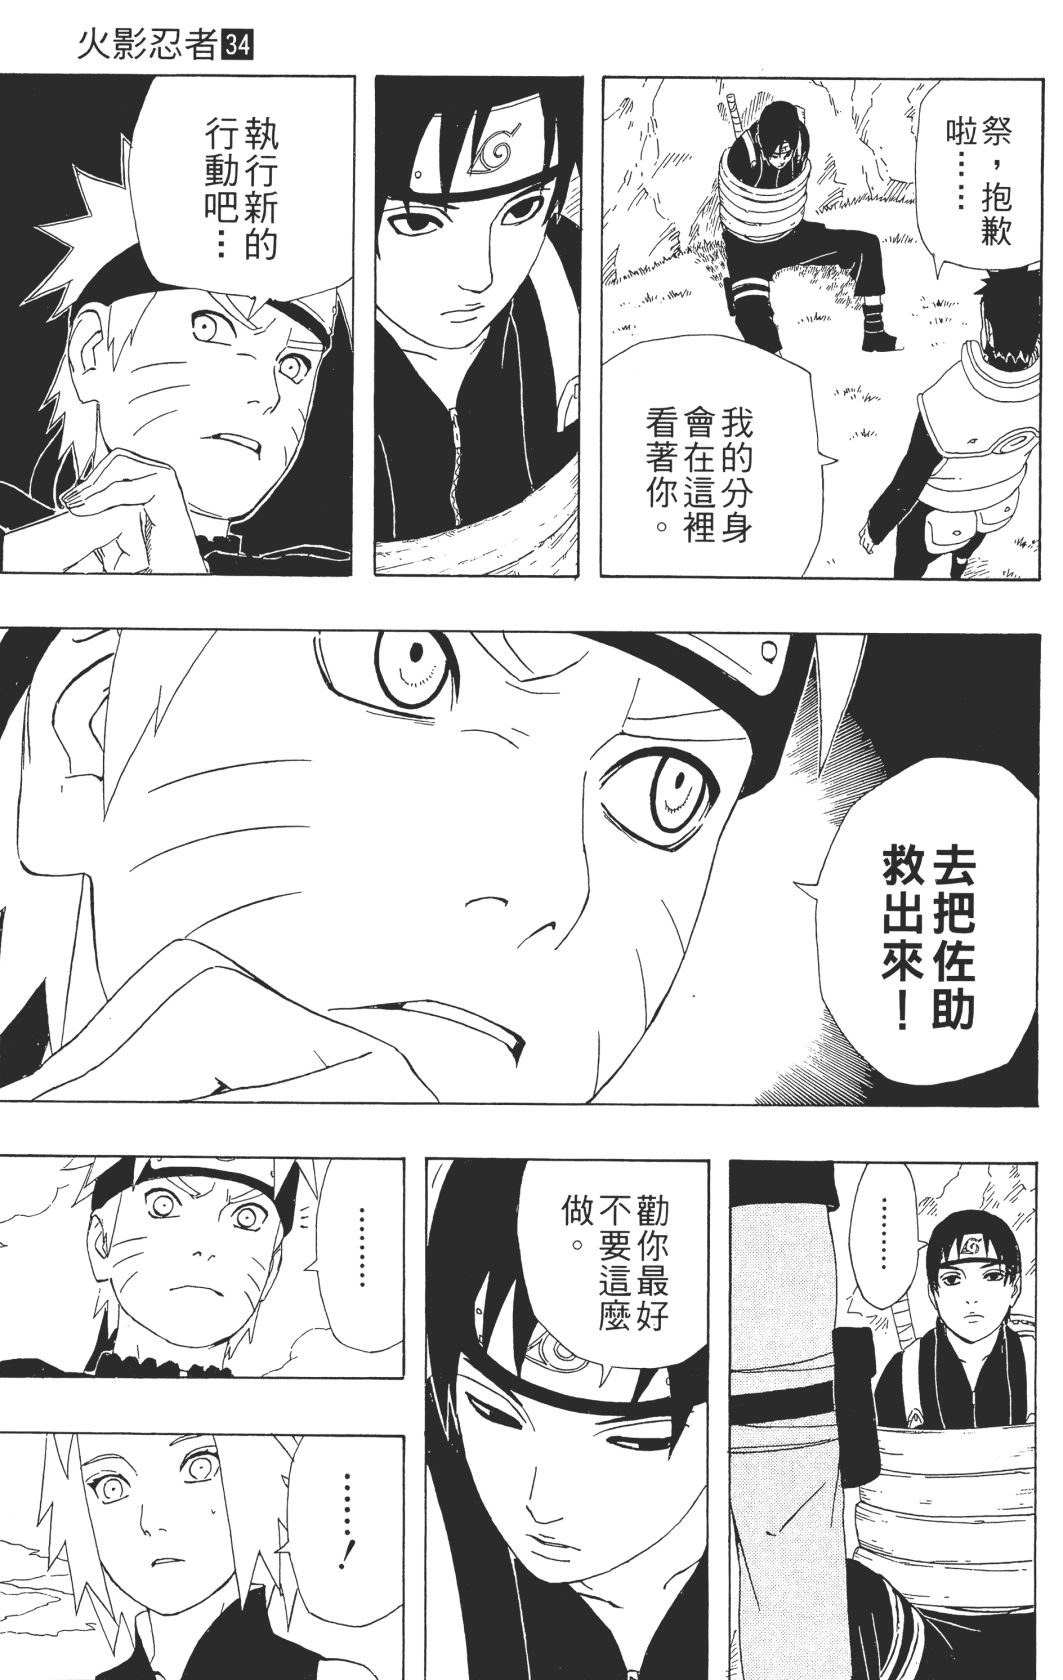 火影忍者34
祭，抱歉
啦……
我的分身
會在這裡
看著你。
執行新的
行動吧…
去把佐助
救出來！
……
勸你最好
不要這麼
做。
……
……！